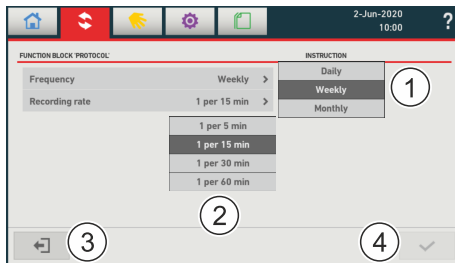 2-Jun-2020
10:00
?
FUNCTION BLOCK 'PROTOCOL'
INSTRUCTION
Frequency Weekly >
Recording rate 1 per 15 min >
Daily
Weekly
Monthly
1
1 per 5 min
1 per 15 min
1 per 30 min
1 per 60 min
2
3
4